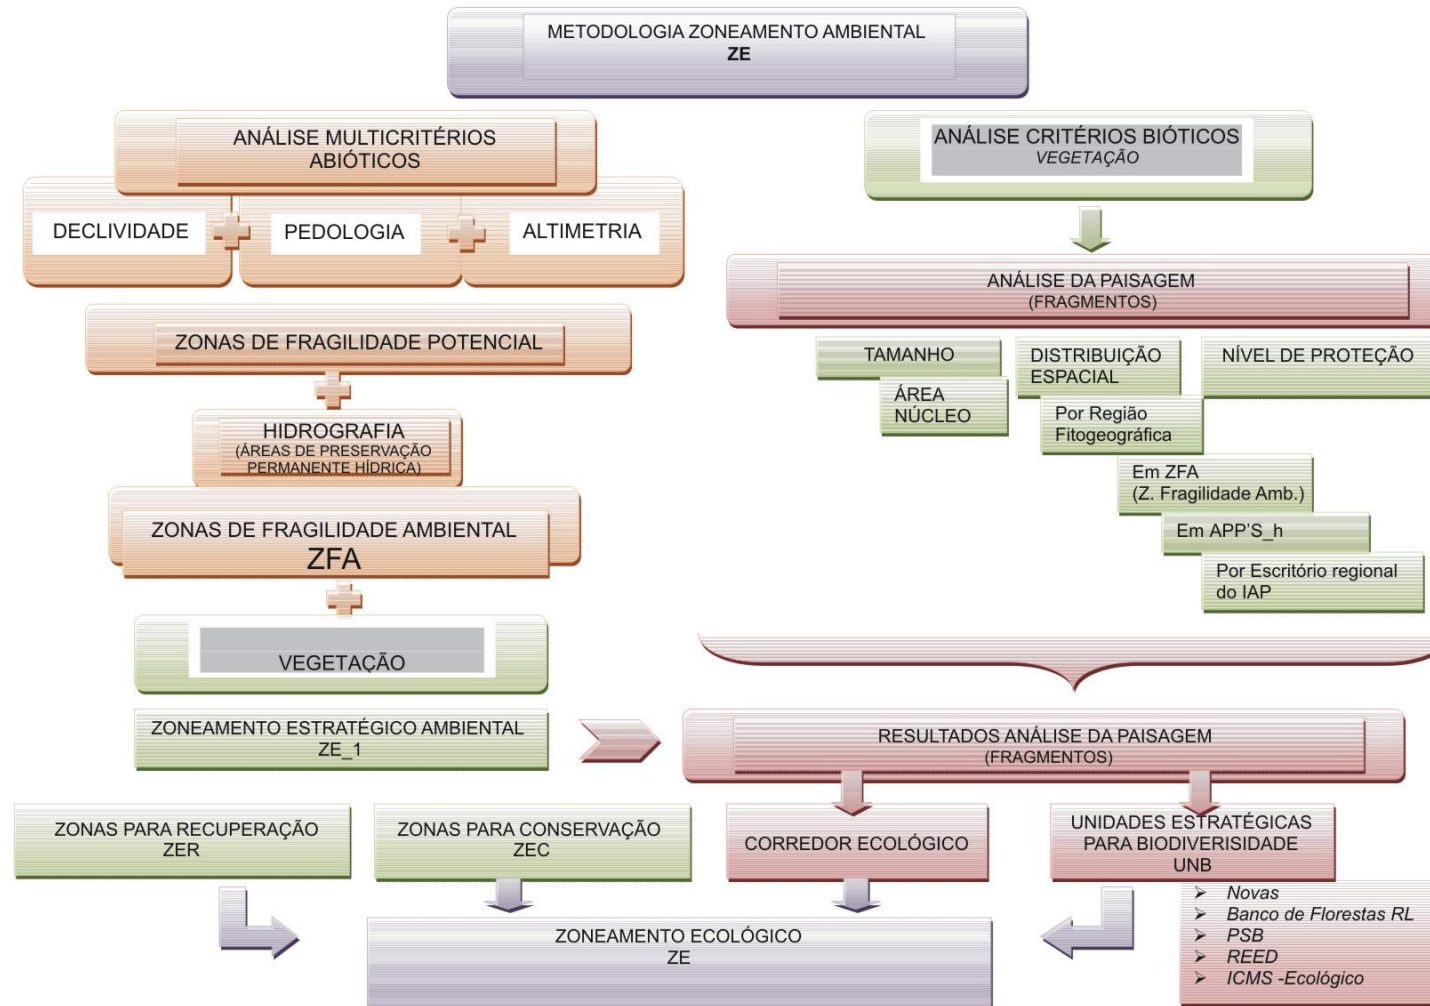 METODOLOGIA ZONEAMENTO AMBIENTAL
ZE
ANÁLISE MULTICRITÉRIOS
ABIÓTICOS
DECLIVIDADE
PEDOLOGIA
ALTIMETRIA
ZONAS DE FRAGILIDADE POTENCIAL
HIDROGRAFIA
(ÁREAS DE PRESERVAÇÃO
PERMANENTE HÍDRICA)
ZONAS DE FRAGILIDADE AMBIENTAL
ZFA
VEGETAÇÃO
ZONEAMENTO ESTRATÉGICO AMBIENTAL
ZE_1
ANÁLISE CRITÉRIOS BIÓTICOS
VEGETAÇÃO
ANÁLISE DA PAISAGEM
(FRAGMENTOS)
TAMANHO
ÁREA
NÚCLEO
DISTRIBUIÇÃO
ESPACIAL
Por Região
Fitogeográfica
Em ZFA
(Z. Fragilidade Amb.)
Em APP'S_h
Por Escritório regional
do IAP
NÍVEL DE PROTEÇÃO
RESULTADOS ANÁLISE DA PAISAGEM
(FRAGMENTOS)
ZONAS PARA RECUPERAÇÃO
ZER
ZONAS PARA CONSERVAÇÃO
ZEC
CORREDOR ECOLÓGICO
UNIDADES ESTRATÉGICAS
PARA BIODIVERISIDADE
UNB
➢ Novas
➢ Banco de Florestas RL
➢ PSB
➢ REED
➢ ICMS -Ecológico
ZONEAMENTO ECOLÓGICO
ZE